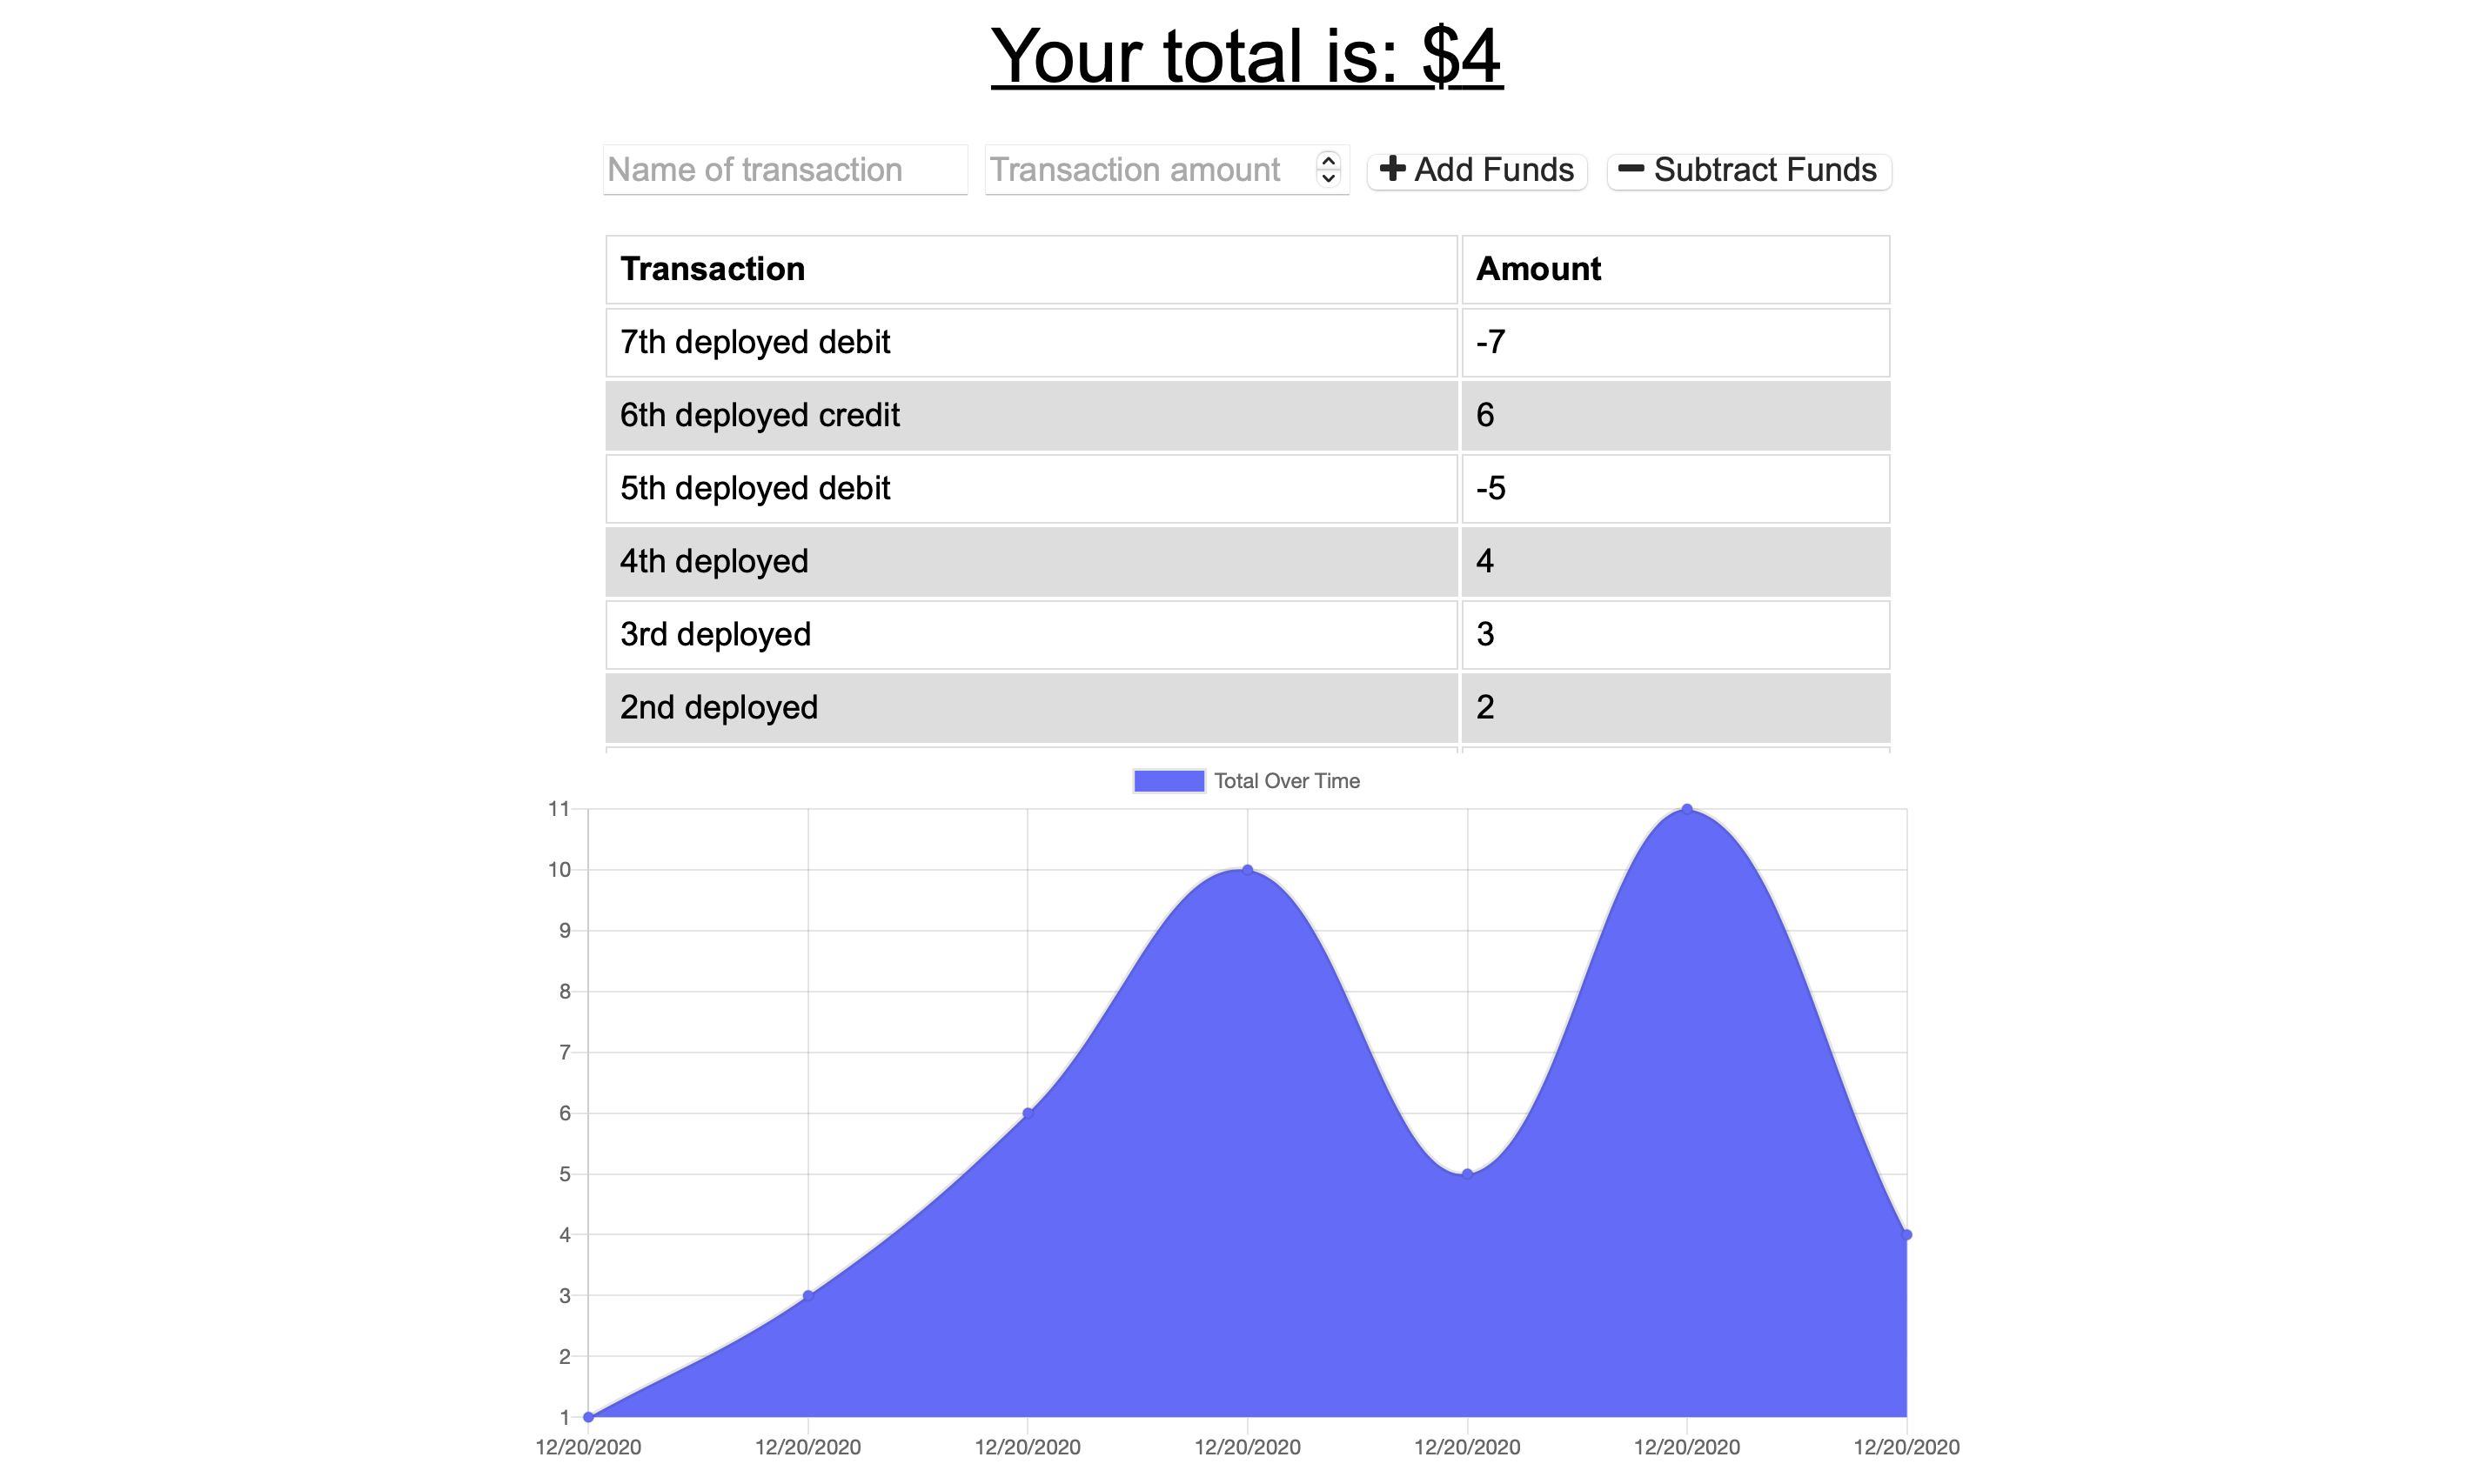 Your total is: $4
Name of transaction Transaction amount Add Funds Subtract Funds
Transaction Amount
7th deployed debit -7
6th deployed credit 6
5th deployed debit -5
4th deployed 4
3rd deployed 3
2nd deployed 2
Total Over Time
11
10
9
8
7
6
5
4
3
2
1
12/20/2020 12/20/2020 12/20/2020 12/20/2020 12/20/2020 12/20/2020 12/20/2020